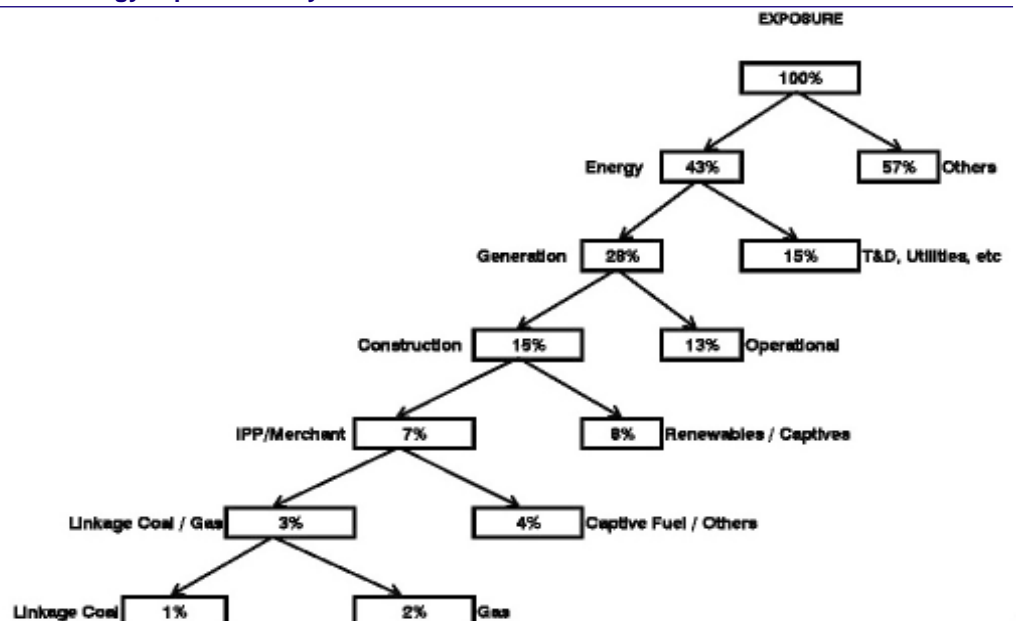 EXPOSURE
100%
Energy 43% 57% Others
Generation 28% 15% T&D, Utilities, etc
Construction 15% 13% Operational
IPP/Merchant 7% 8% Renewables / Captives
Linkage Coal / Gas 3% 4% Captive Fuel / Others
Linkage Coal 1% 2% Gas